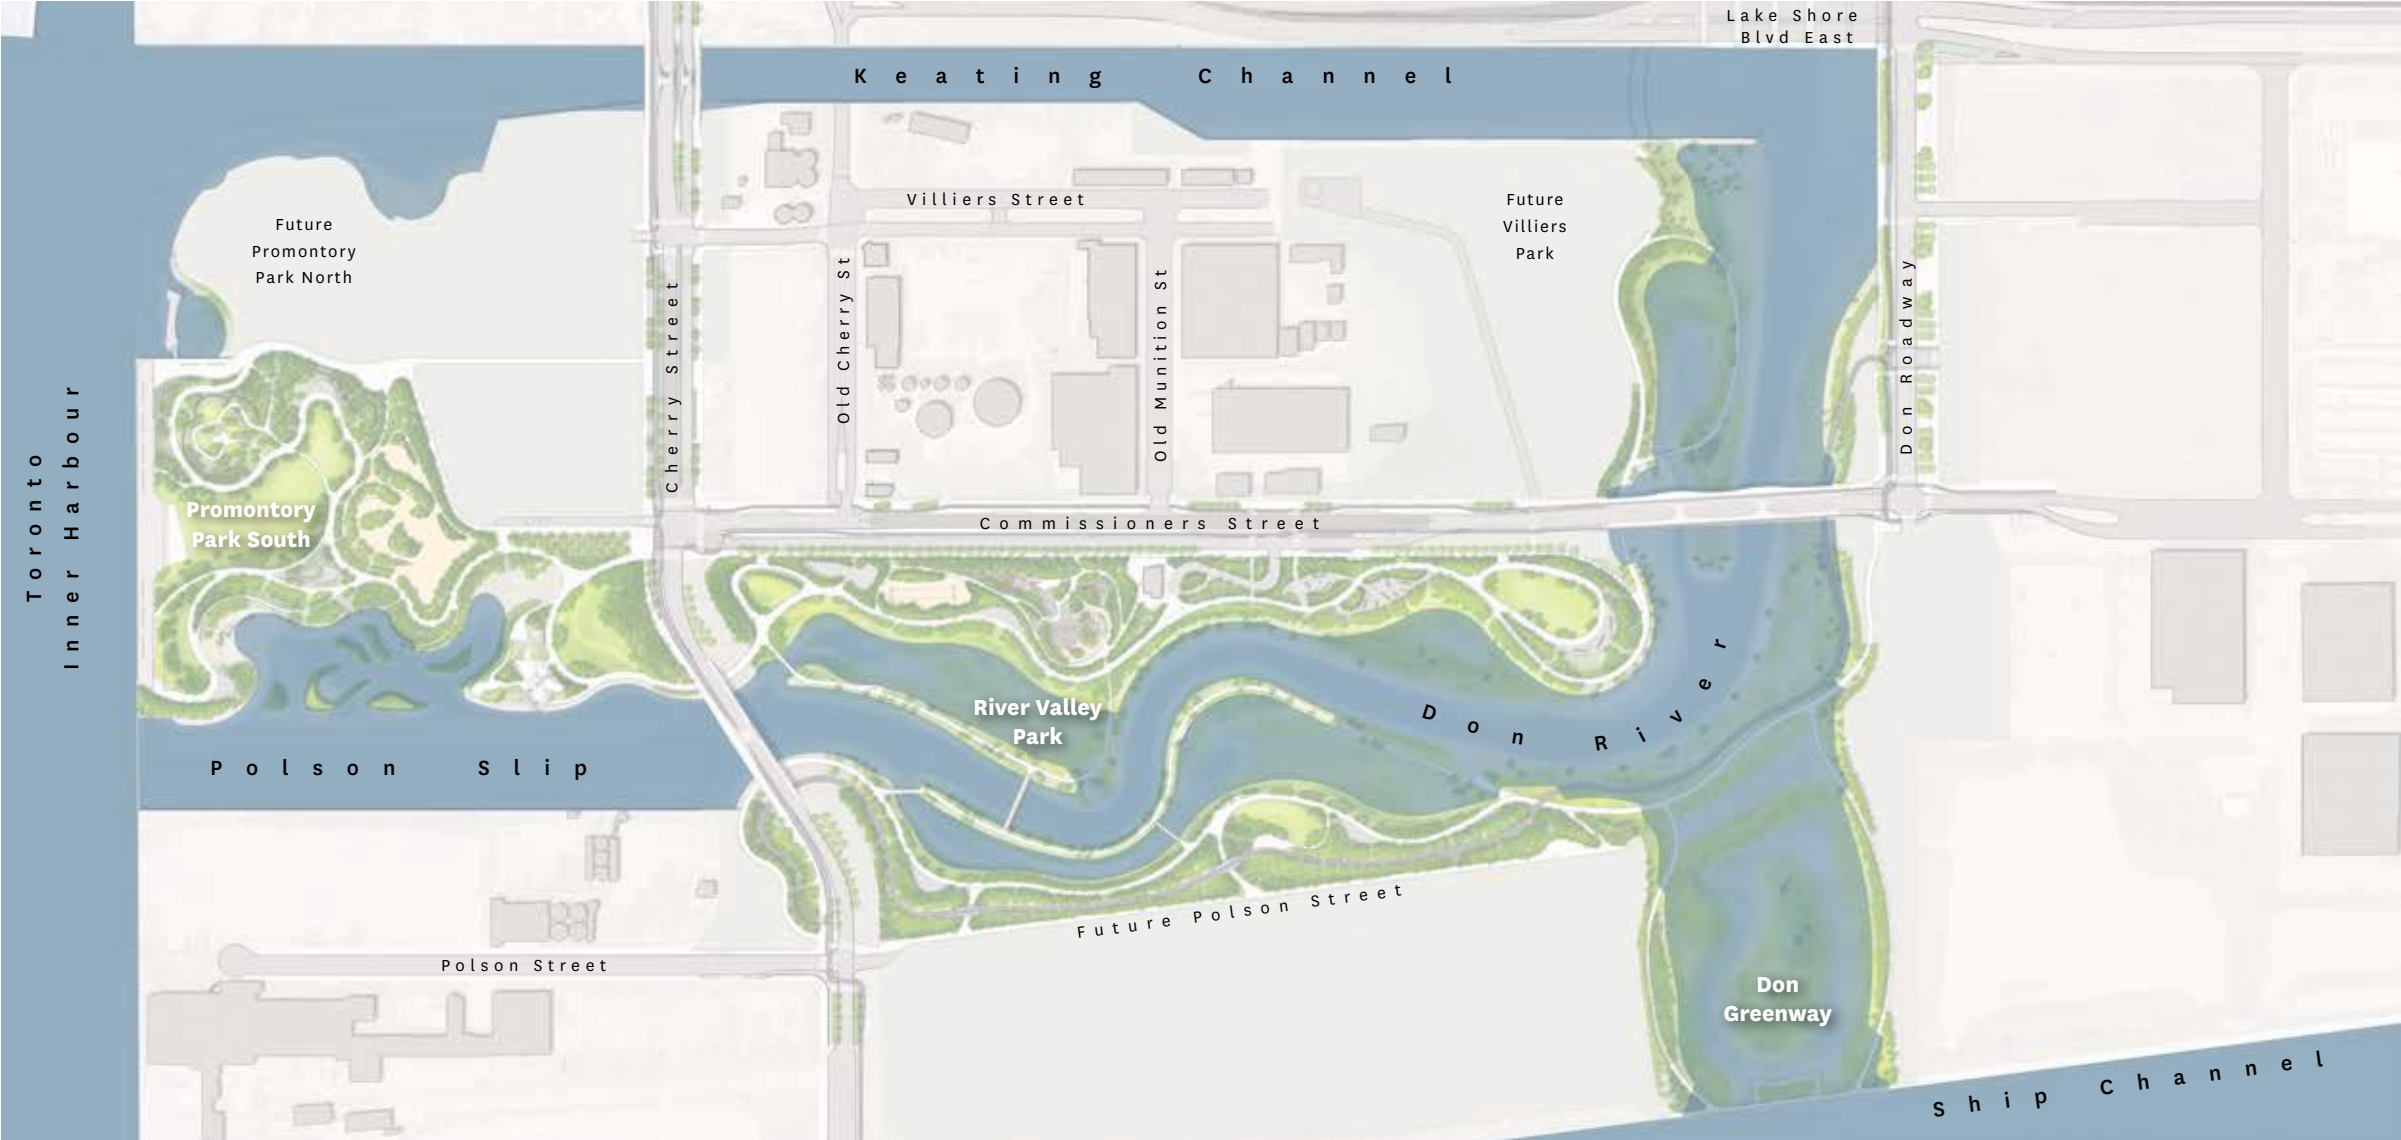 Lake Shore
Blvd East
Keating Channel
Villiers Street
Future
Villiers
Park
Future
Promontory
Park North
Cherry Street
Old Cherry St
Old Munition St
Don Roadway
Toronto
Inner Harbour
Promontory
Park South
Commissioners Street
River Valley
Park
Don River
Polson Slip
Future Polson Street
Polson Street
Don
Greenway
Ship Channel